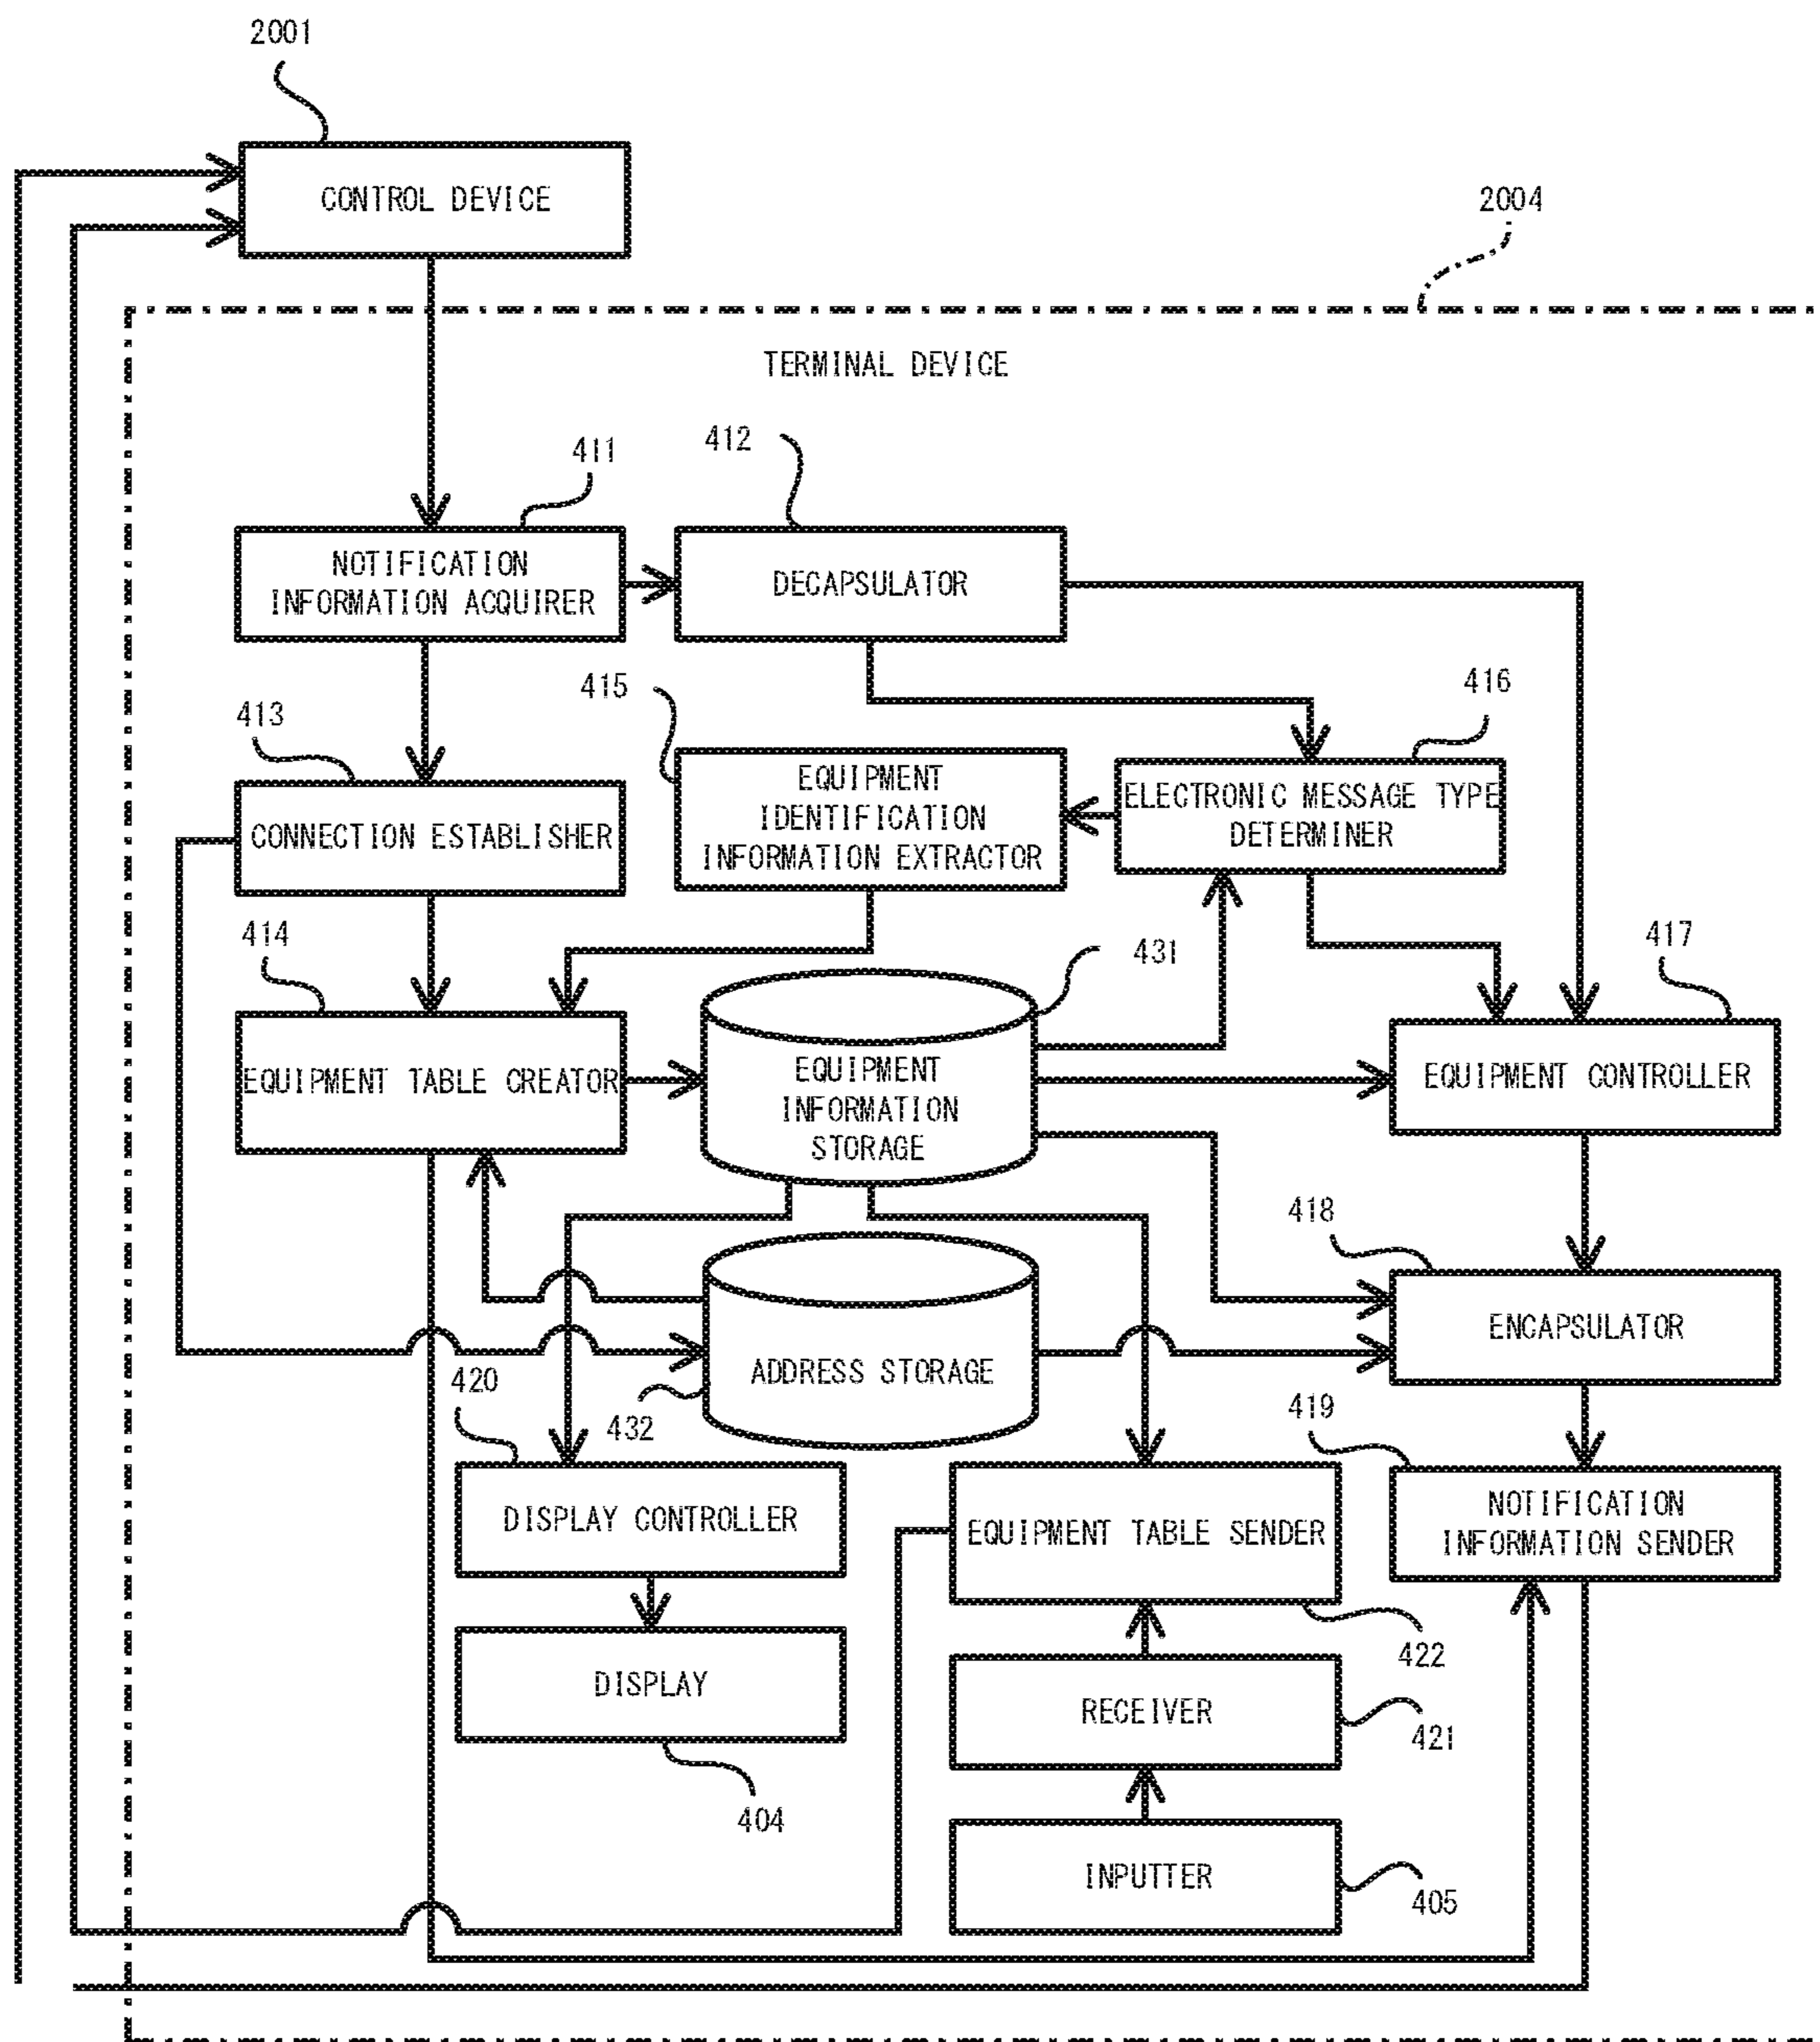 2001
CONTROL DEVICE
2004
TERMINAL DEVICE
411
412
NOTIFICATION
INFORMATION ACQUIRER
DECAPSULATOR
413
415
416
CONNECTION ESTABLISHER
EQUIPMENT
IDENTIFICATION
INFORMATION EXTRACTOR
ELECTRONIC MESSAGE TYPE
DETERMINER
414
431
417
EQUIPMENT TABLE CREATOR
EQUIPMENT
INFORMATION
STORAGE
EQUIPMENT CONTROLLER
418
ENCAPSULATOR
ADDRESS STORAGE
420
432
419
DISPLAY CONTROLLER
EQUIPMENT TABLE SENDER
NOTIFICATION
INFORMATION SENDER
422
DISPLAY
404
RECEIVER
421
INPUTTER
405